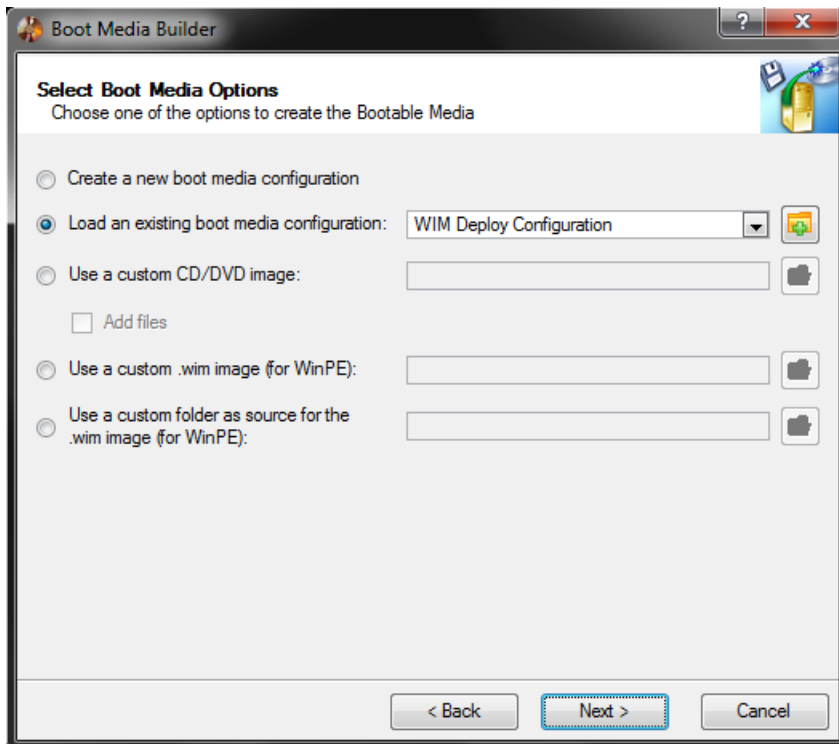 Boot Media Builder
?
X
Select Boot Media Options
Choose one of the options to create the Bootable Media
Create a new boot media configuration
Load an existing boot media configuration: WIM Deploy Configuration
Use a custom CD/DVD image:
Add files
Use a custom .wim image (for WinPE):
Use a custom folder as source for the
.wim image (for WinPE):
< Back Next > Cancel